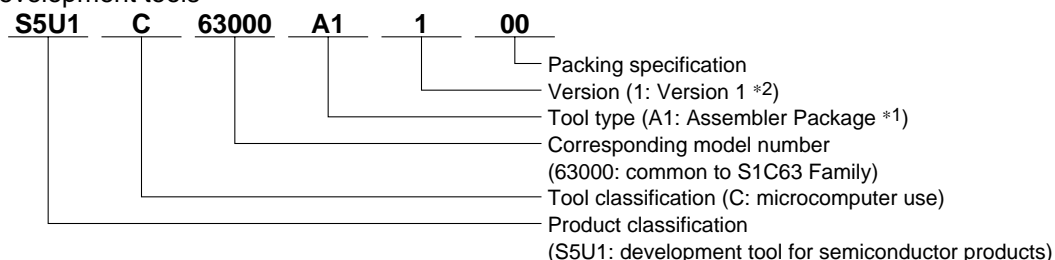 development tools
S5U1 C 63000 A1 1 00
Packing specification
Version (1: Version 1 *2)
Tool type (A1: Assembler Package *1)
Corresponding model number
(63000: common to S1C63 Family)
Tool classification (C: microcomputer use)
Product classification
(S5U1: development tool for semiconductor products)